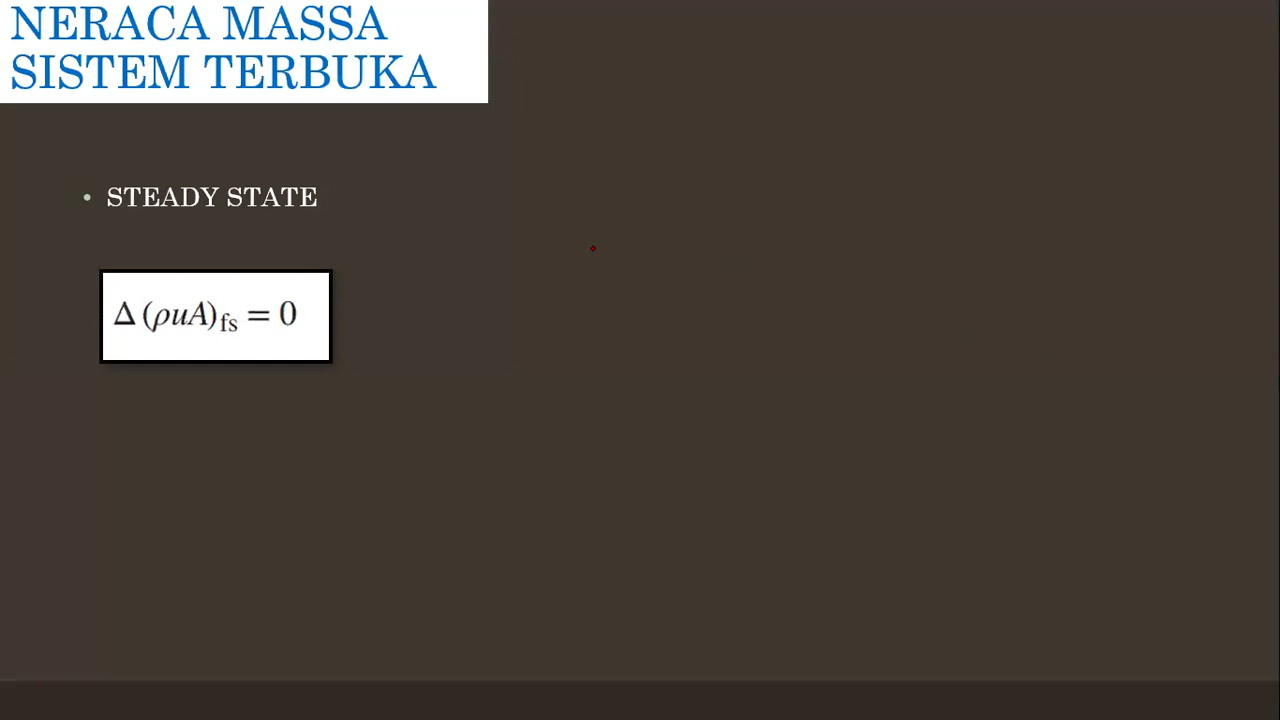 NERACA MASSA
SISTEM TERBUKA
• STEADY STATE
Δ (ρuA)fs = 0